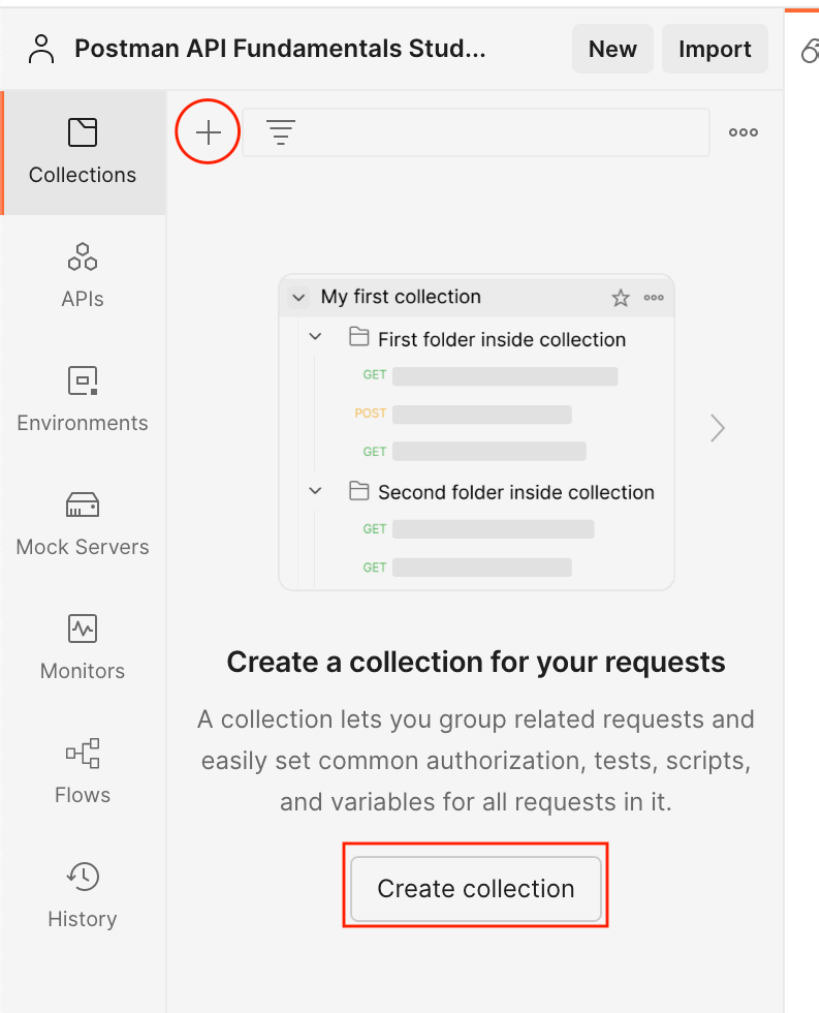 Postman API Fundamentals Stud...
New
Import
Collections
APIs
Environments
Mock Servers
Monitors
Flows
History
My first collection
First folder inside collection
GET
POST
GET
Second folder inside collection
GET
GET
Create a collection for your requests
A collection lets you group related requests and
easily set common authorization, tests, scripts,
and variables for all requests in it.
Create collection